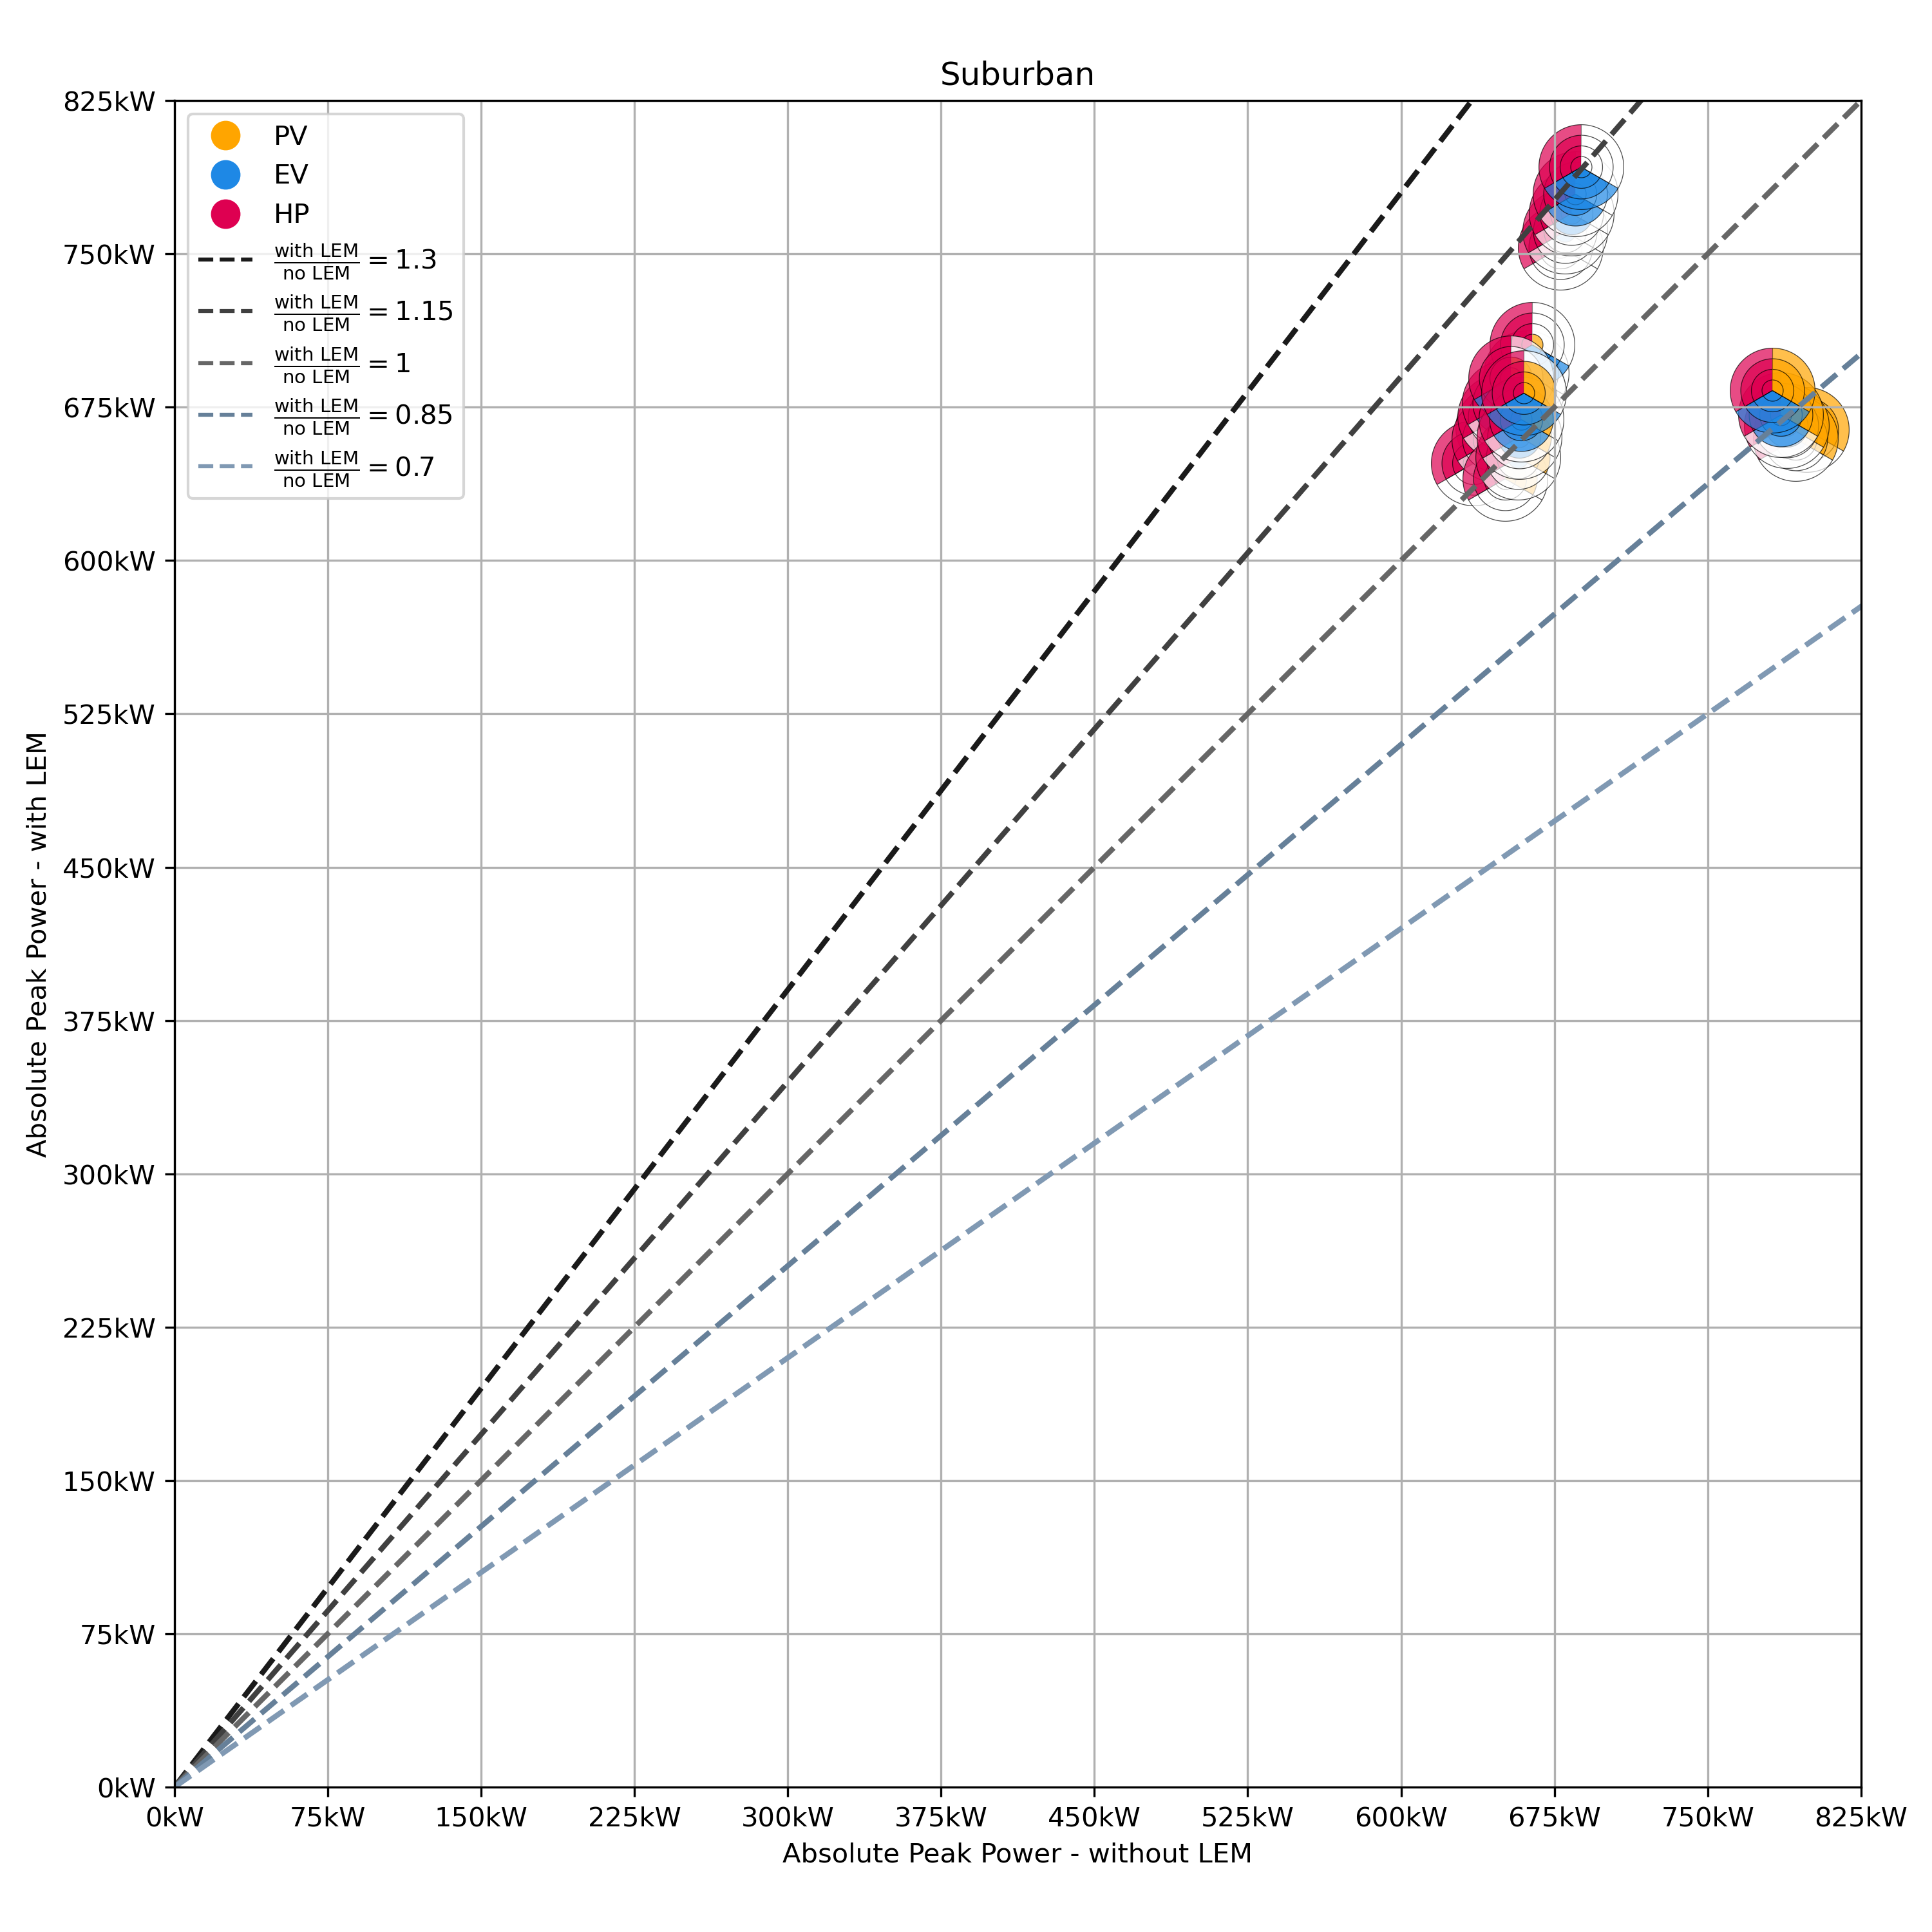 Suburban
825kW
750kW
675kW
600kW
525kW
450kW
375kW
300kW
225kW
150kW
75kW
0kW
Absolute Peak Power - with LEM
PV
EV
HP
with LEM / no LEM = 1.3
with LEM / no LEM = 1.15
with LEM / no LEM = 1
with LEM / no LEM = 0.85
with LEM / no LEM = 0.7
0kW 75kW 150kW 225kW 300kW 375kW 450kW 525kW 600kW 675kW 750kW 825kW
Absolute Peak Power - without LEM